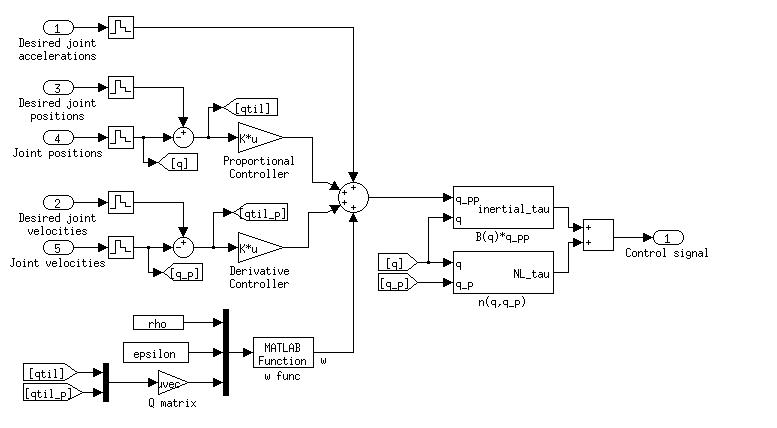 1
Desired joint
accelerations
3
Desired joint
positions
[qtil]
4
Joint positions
- +
[q]
K*u
Proportional
Controller
2
Desired joint
velocities
[qtil_p]
5
Joint velocities
- +
[q_p]
K*u
Derivative
Controller
+ +
+
+
+
q_pp
q
inertial_tau
B(q)*q_pp
[q]
[q_p]
q
q_p
NL_tau
n(q,q_p)
+
+
1
Control signal
rho
epsilon
[qtil]
[qtil_p]
uvec
Q matrix
MATLAB
Function
w func
w